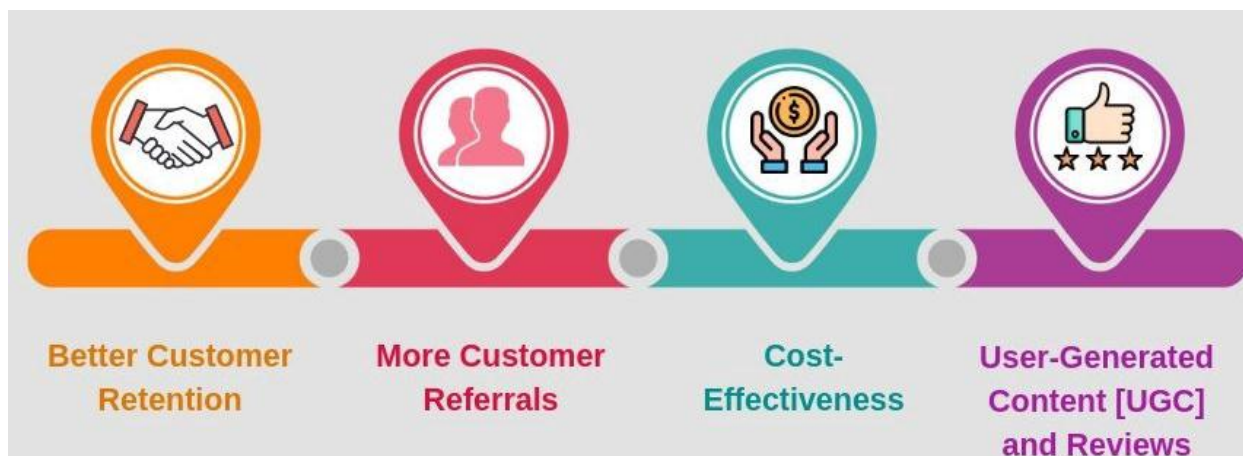 Better Customer
Retention
More Customer
Referrals
$
Cost-
Effectiveness
User-Generated
Content [UGC]
and Reviews